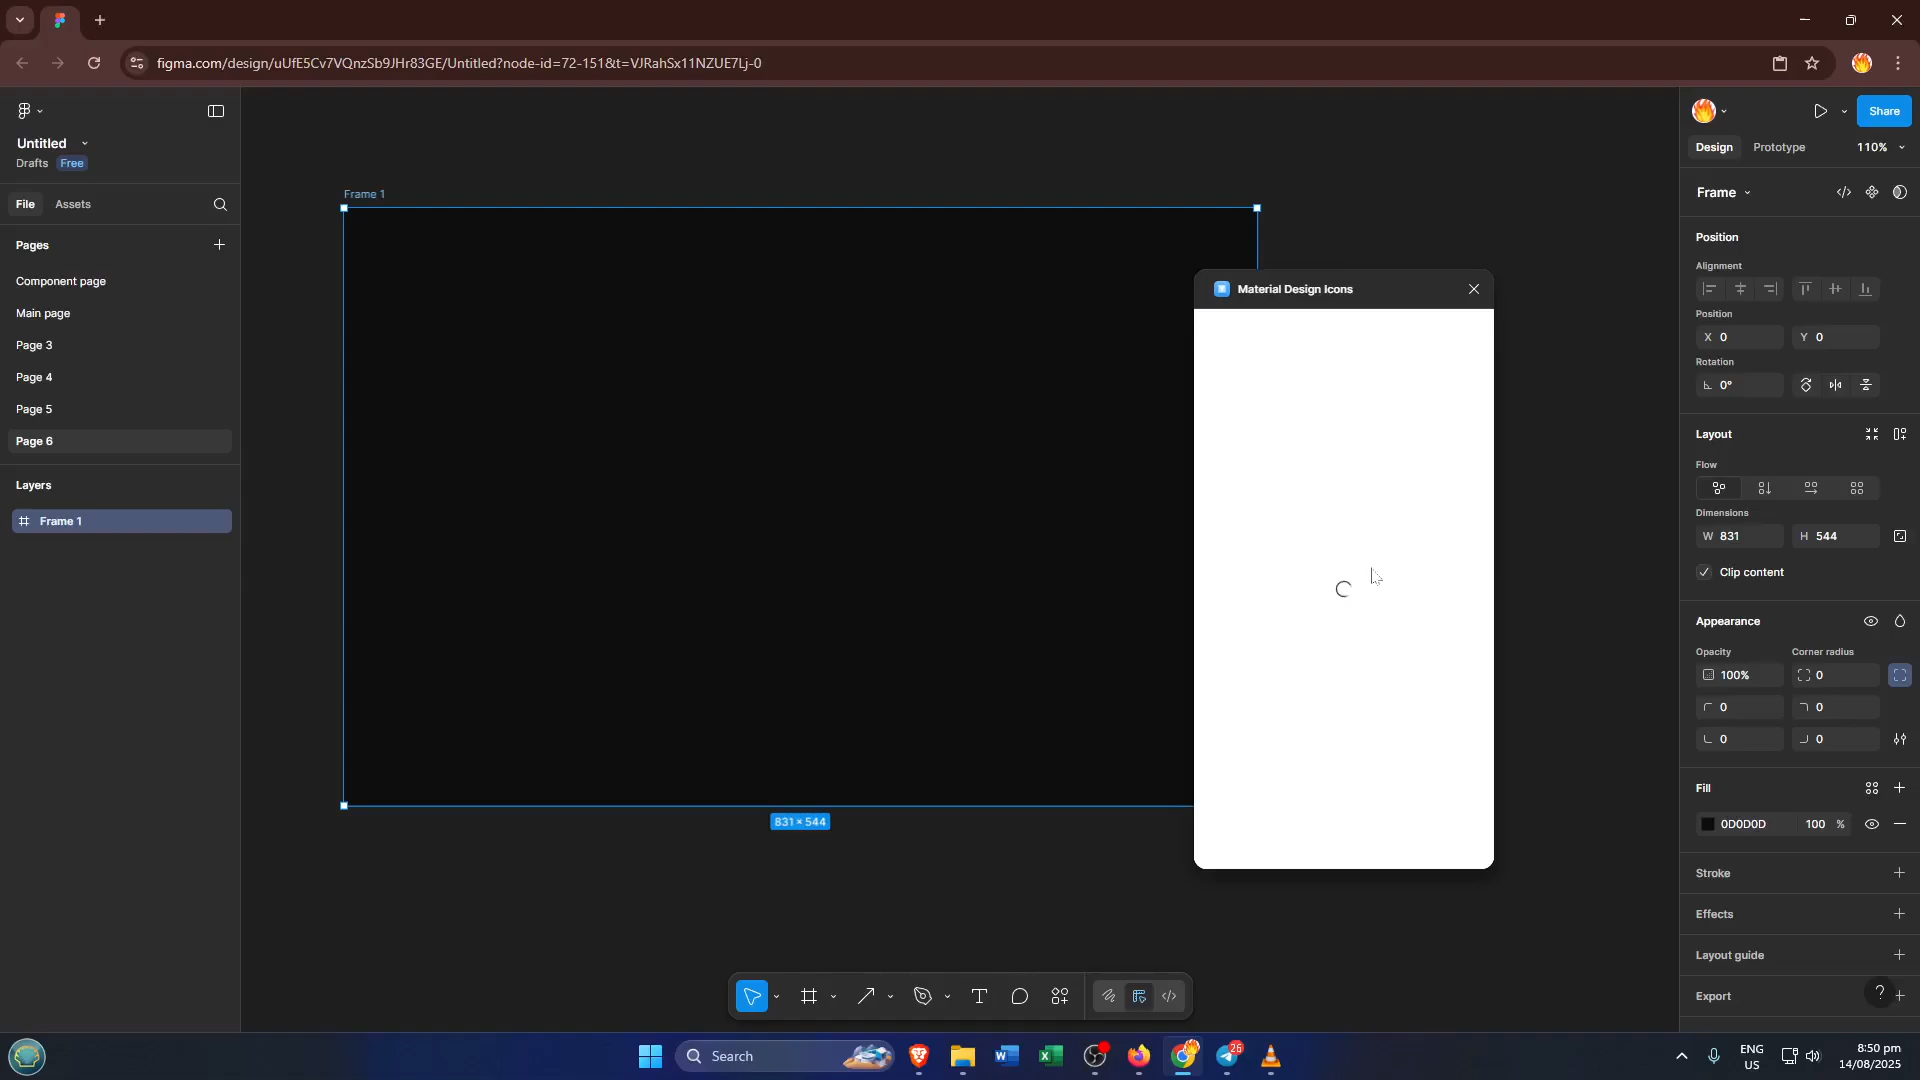 figma.com/design/uUfE5Cv7VQnzSb9JHr83GE/Untitled?node-id=72-151&t=VJRahSx11NZUE7Lj-0
Untitled
Drafts Free
File Assets
Pages
Component page
Main page
Page 3
Page 4
Page 5
Page 6
Layers
Frame 1
Frame 1
831 × 544
Material Design Icons
Share
Design Prototype 110%
Frame
Position
Alignment
Position
X 0 Y 0
Rotation
0°
Layout
Flow
Dimensions
W 831 H 544
Clip content
Appearance
Opacity Corner radius
100% 0
0 0
0 0
Fill
0D0D0D 100 %
Stroke
Effects
Layout guide
Export
?
Search
26
ENG
US
8:50 pm
14/08/2025